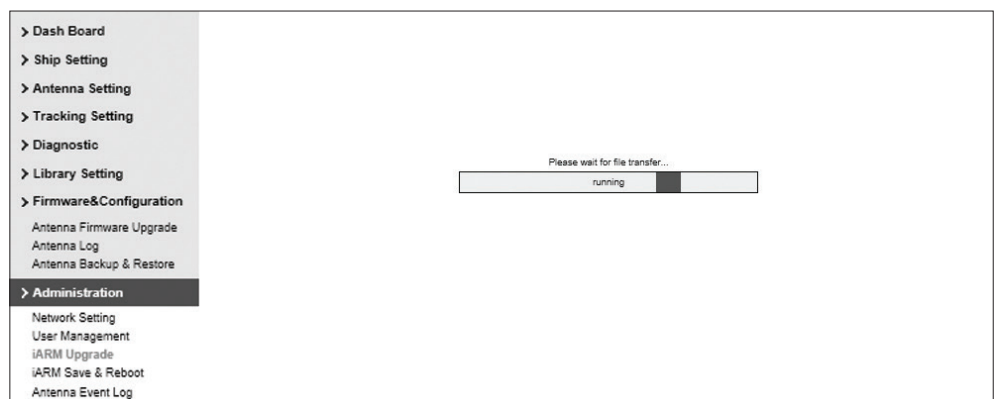 > Dash Board
> Ship Setting
> Antenna Setting
> Tracking Setting
> Diagnostic
> Library Setting
> Firmware&Configuration
Antenna Firmware Upgrade
Antenna Log
Antenna Backup & Restore
> Administration
Network Setting
User Management
iARM Upgrade
iARM Save & Reboot
Antenna Event Log
Please wait for file transfer...
running